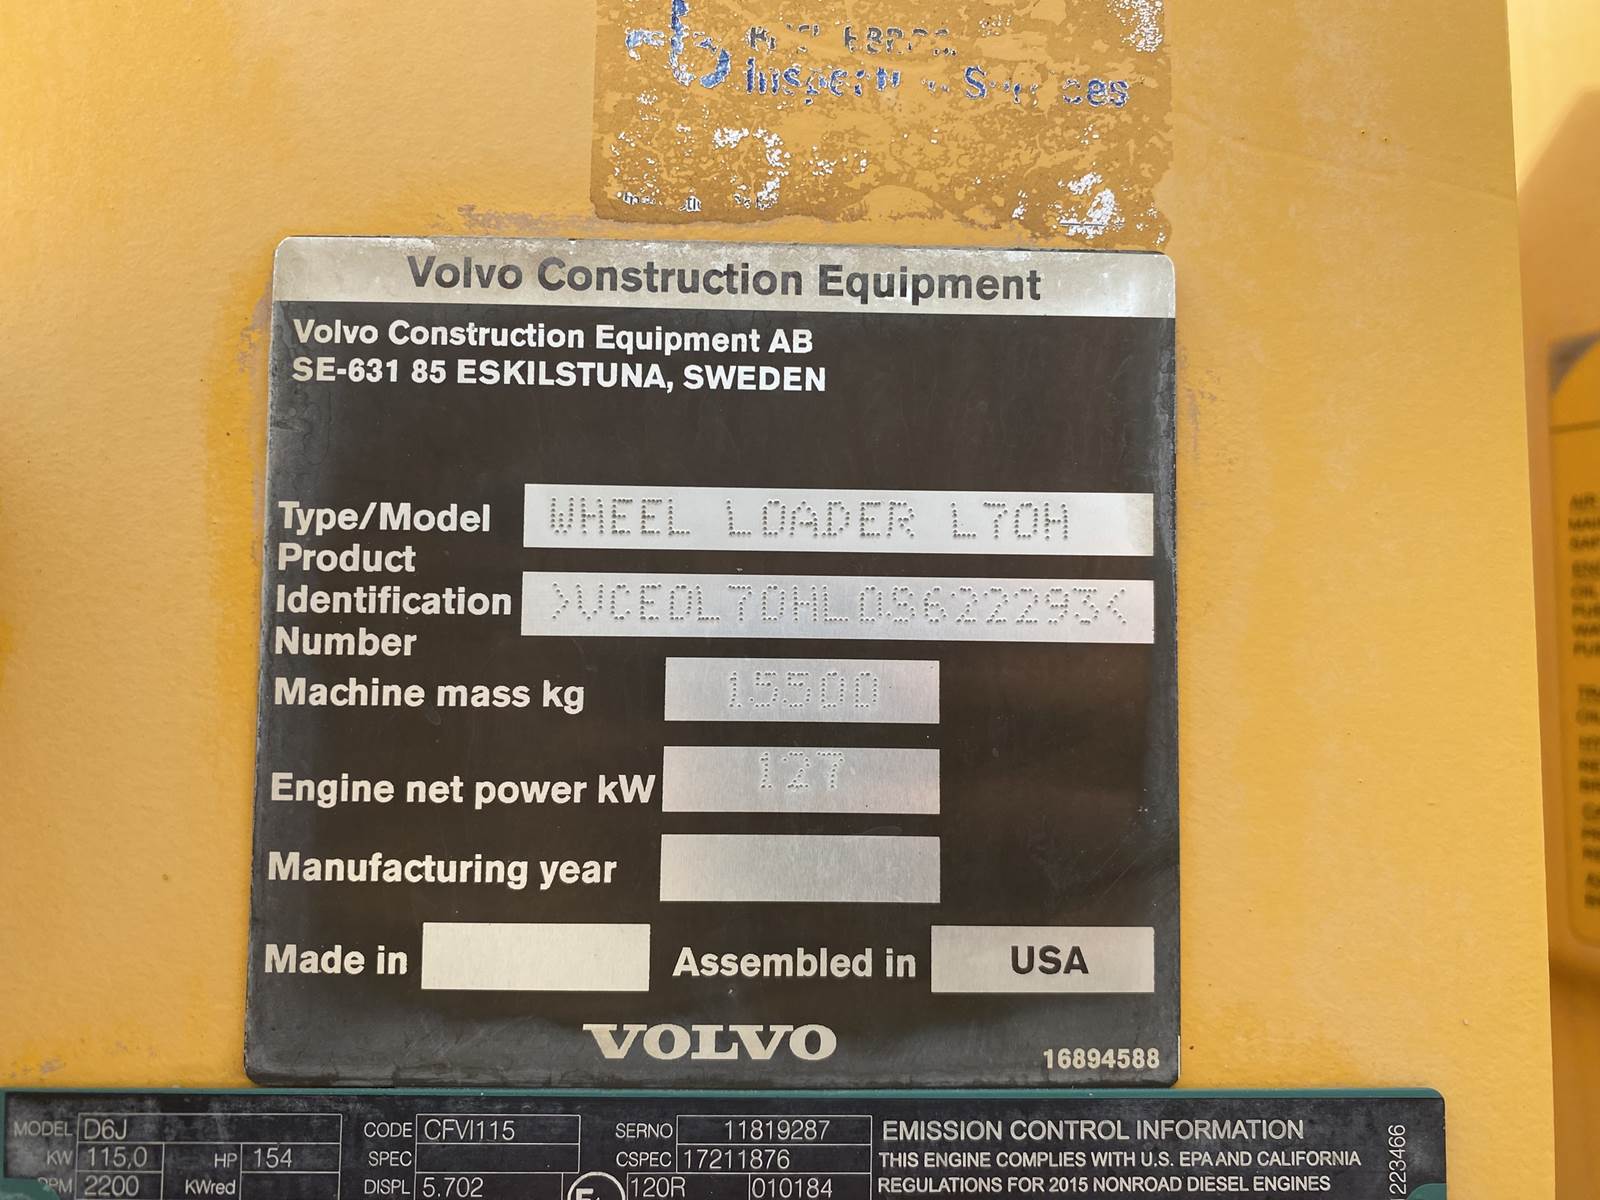 Volvo Construction Equipment
Volvo Construction Equipment AB
SE-631 85 ESKILSTUNA, SWEDEN
Type/Model WHEEL LOADER L70H
Product
Identification >VCE0L70HL0S622293<
Number
Machine mass kg 15500
Engine net power kW 127
Manufacturing year
Made in Assembled in USA
VOLVO
16894588
MODEL D6J CODE CFVI115 SERNO 11819287 EMISSION CONTROL INFORMATION
KW 115,0 HP 154 SPEC CSPEC 17211876 THIS ENGINE COMPLIES WITH U.S. EPA AND CALIFORNIA
RPM 2200 KWred DISPL 5.702 120R 010184 REGULATIONS FOR 2015 NONROAD DIESEL ENGINES
1223466